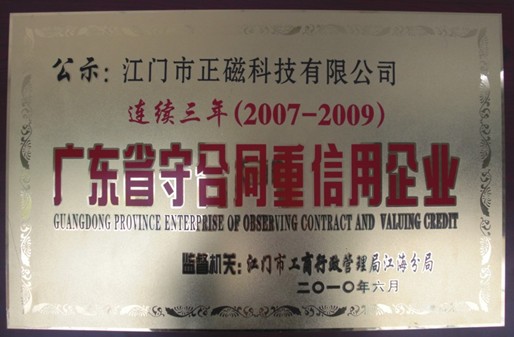 公示：江门市正磁科技有限公司
连续三年(2007-2009)
广东省守合同重信用企业
GUANGDONG PROVINCE ENTERPRISE OF OBSERVING CONTRACT AND VALUING CREDIT
监督机关：江门市工商行政管理局江海分局
二○一○年六月